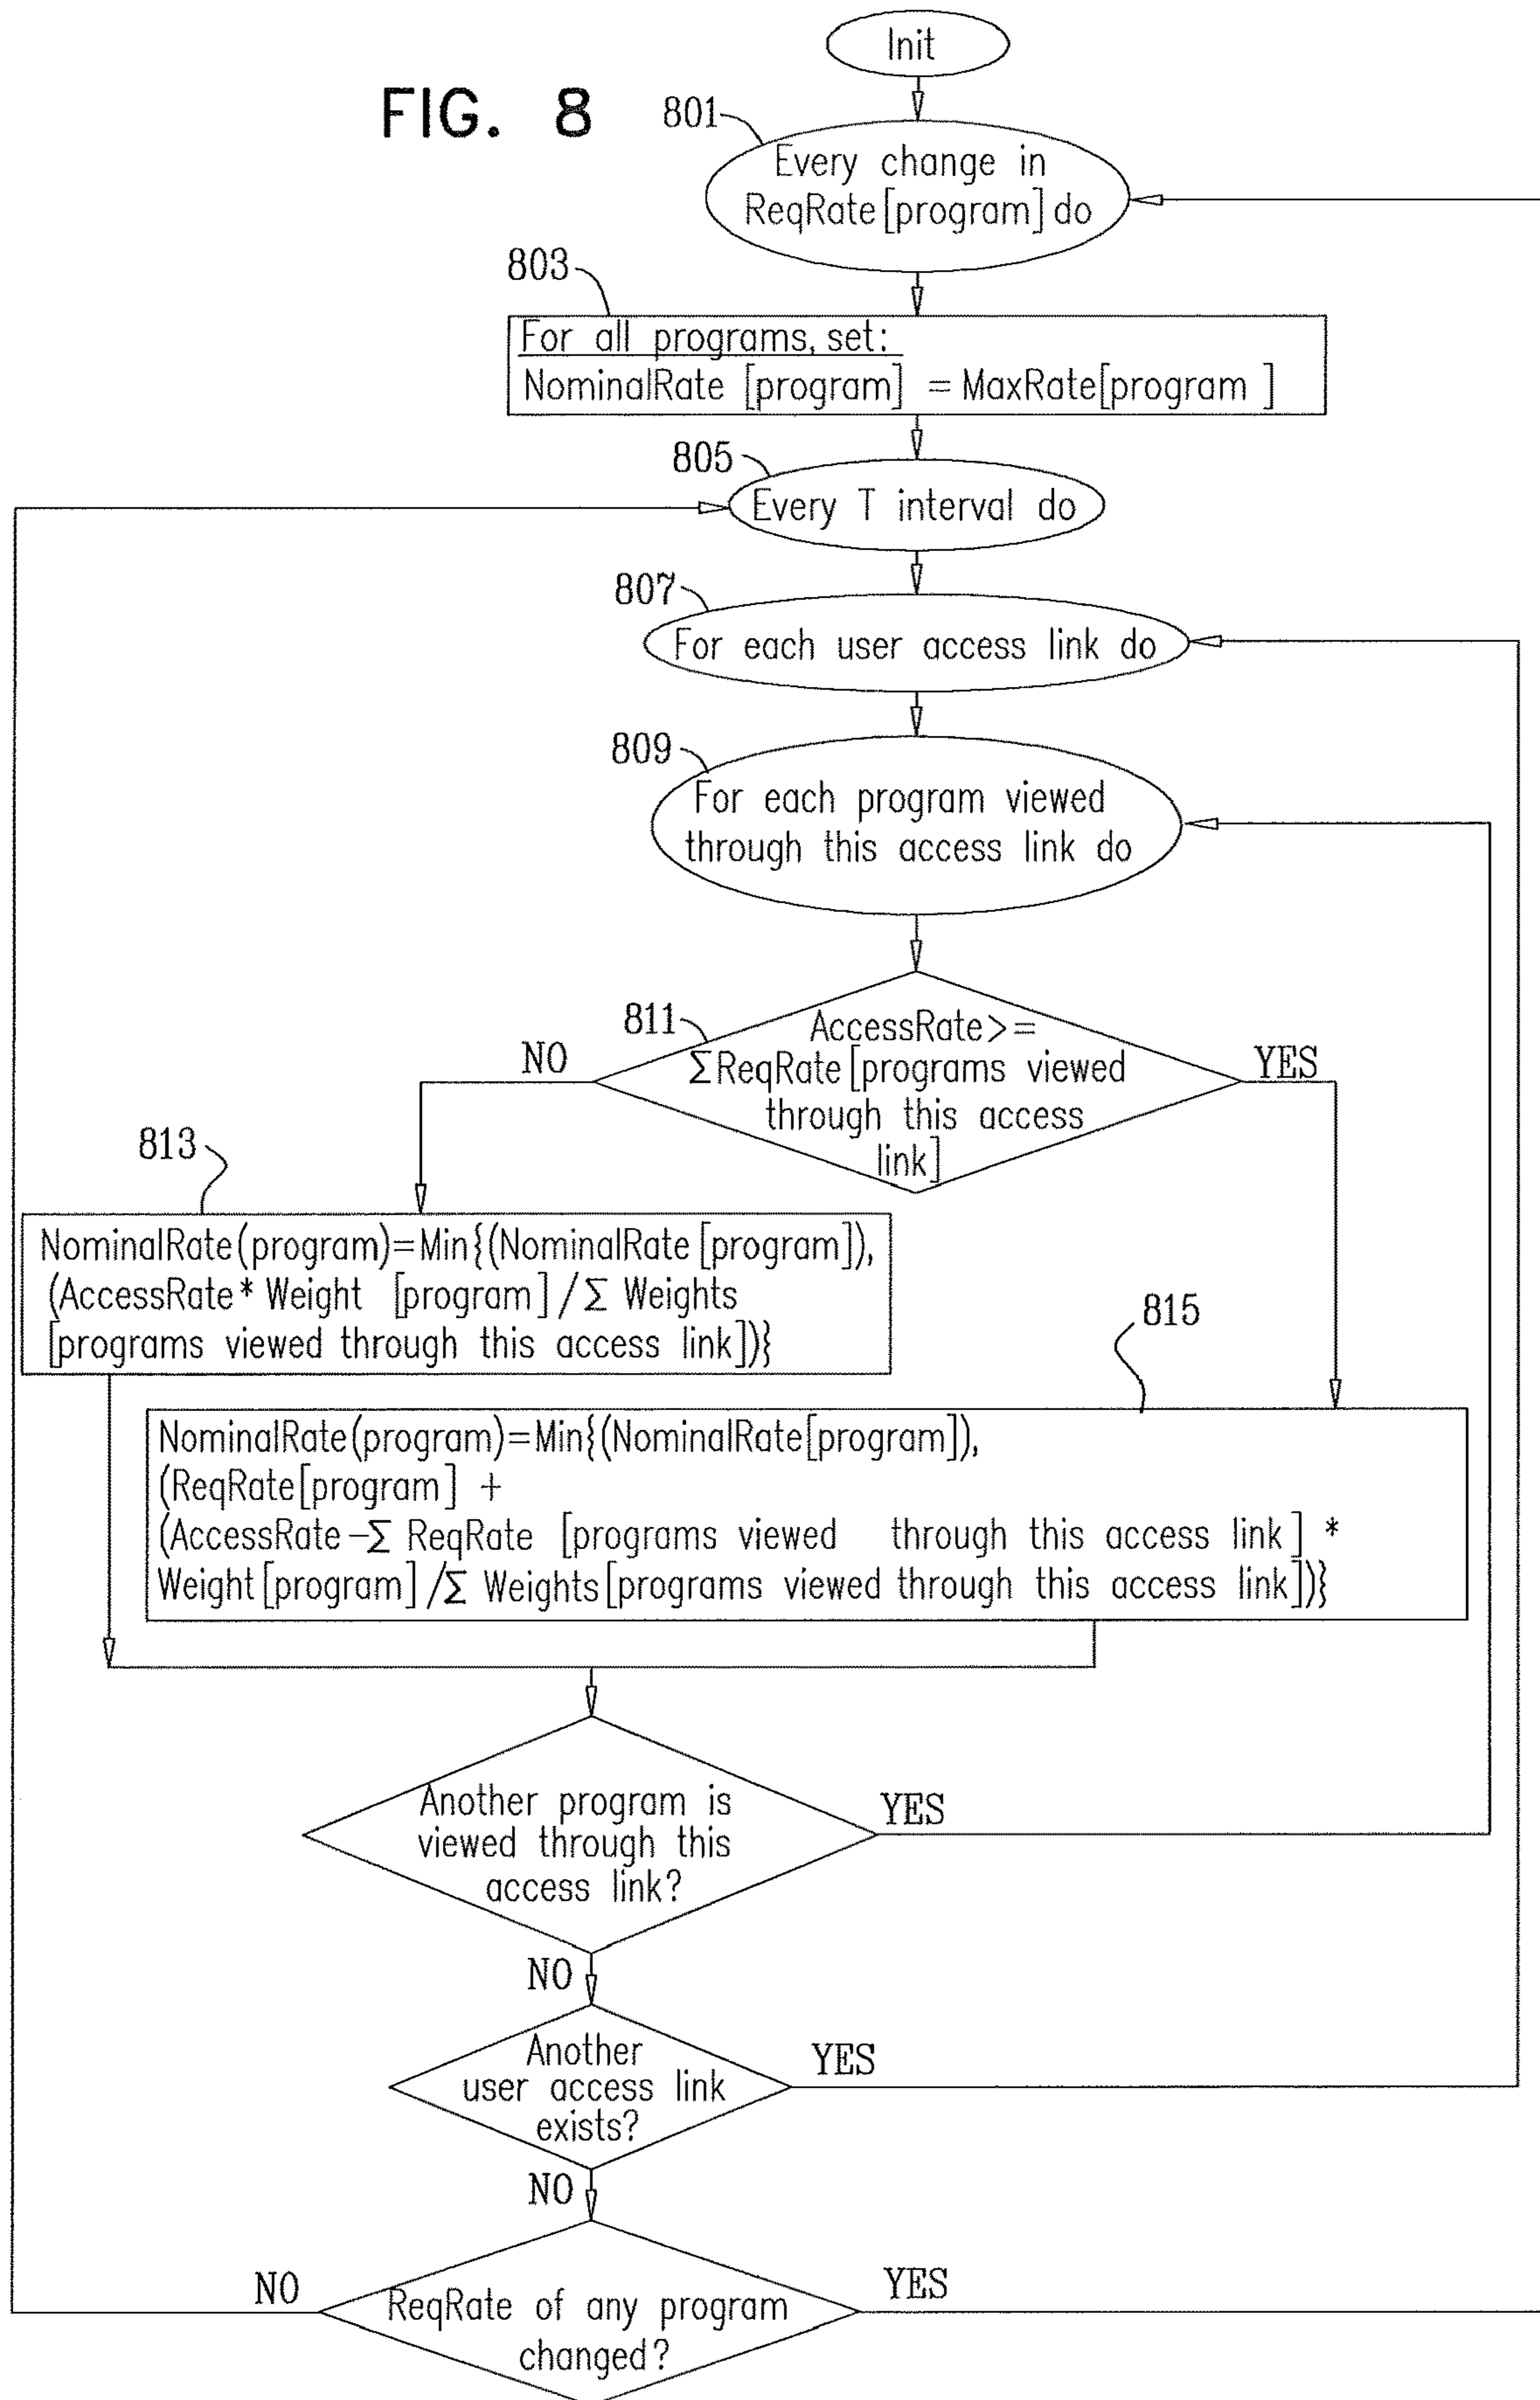 Init
FIG. 8
801
Every change in
ReqRate[program] do
803
For all programs, set:
NominalRate [program] = MaxRate[program ]
805
Every T interval do
807
For each user access link do
809
For each program viewed
through this access link do
811
AccessRate>=
ΣReqRate[programs viewed
through this access
link]
NO
YES
813
NominalRate(program)=Min{(NominalRate[program]),
(AccessRate* Weight [program]/Σ Weights
[programs viewed through this access link])}
815
NominalRate(program)=Min{(NominalRate[program]),
(ReqRate[program] +
(AccessRate-Σ ReqRate [programs viewed through this access link] *
Weight[program]/Σ Weights[programs viewed through this access link])}
Another program is
viewed through this
access link?
YES
NO
Another
user access link
exists?
YES
NO
ReqRate of any program
changed?
NO
YES